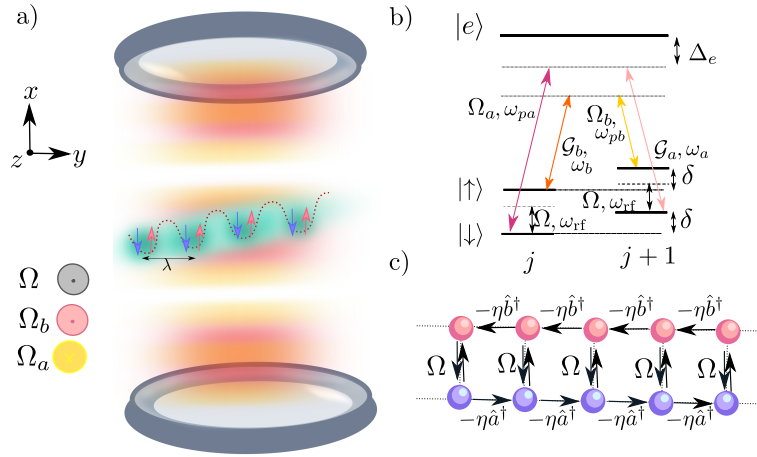 a)
x
z
y
λ
Ω
Ω_b
Ω_a
b)
|e⟩
Δ_e
Ω_a, ω_pa
Ω_b, ω_pb
𝒢_b, ω_b
𝒢_a, ω_a
|↑⟩
δ
Ω, ω_rf
Ω, ω_rf
δ
|↓⟩
j
j + 1
c)
−ηb̂† −ηb̂† −ηb̂† −ηb̂†
Ω Ω Ω Ω Ω
−ηâ† −ηâ† −ηâ† −ηâ†